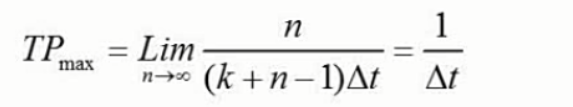 TP_max = Lim_{n→∞} n / ((k + n − 1)Δt) = 1 / Δt